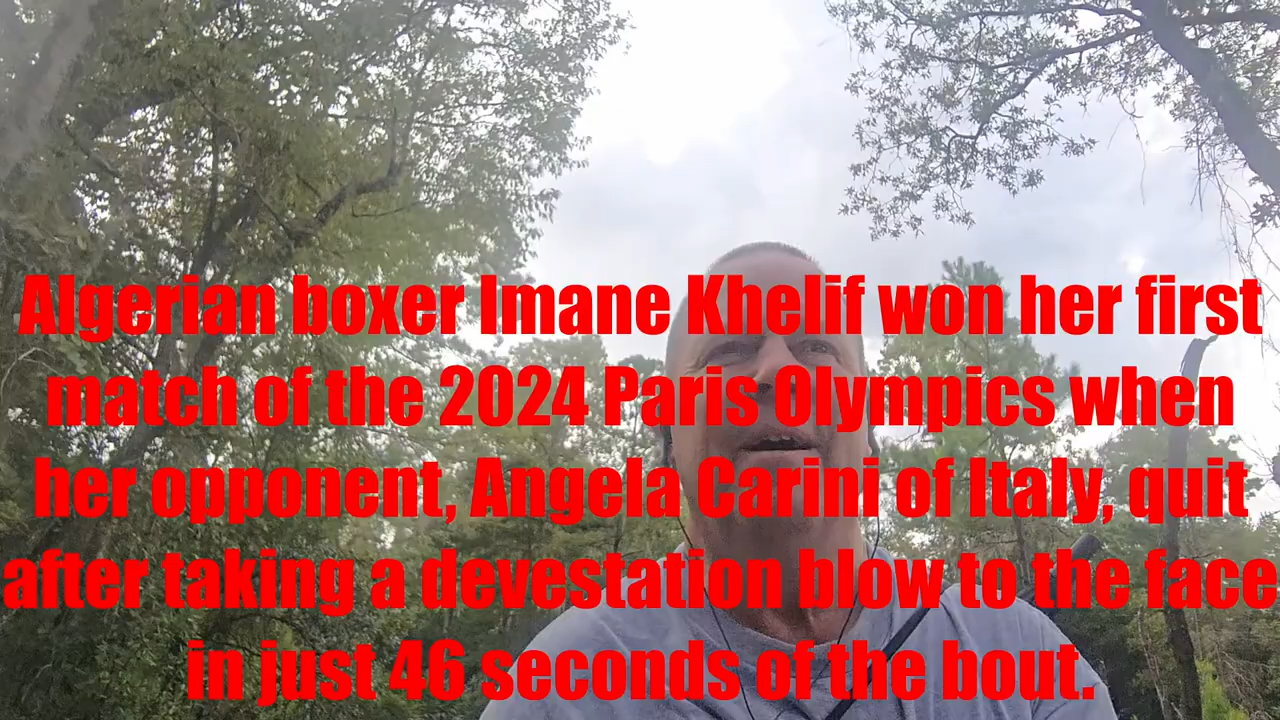 Algerian boxer Imane Khelif won her first
match of the 2024 Paris Olympics when
her opponent, Angela Carini of Italy, quit
after taking a devestation blow to the face
in just 46 seconds of the bout.